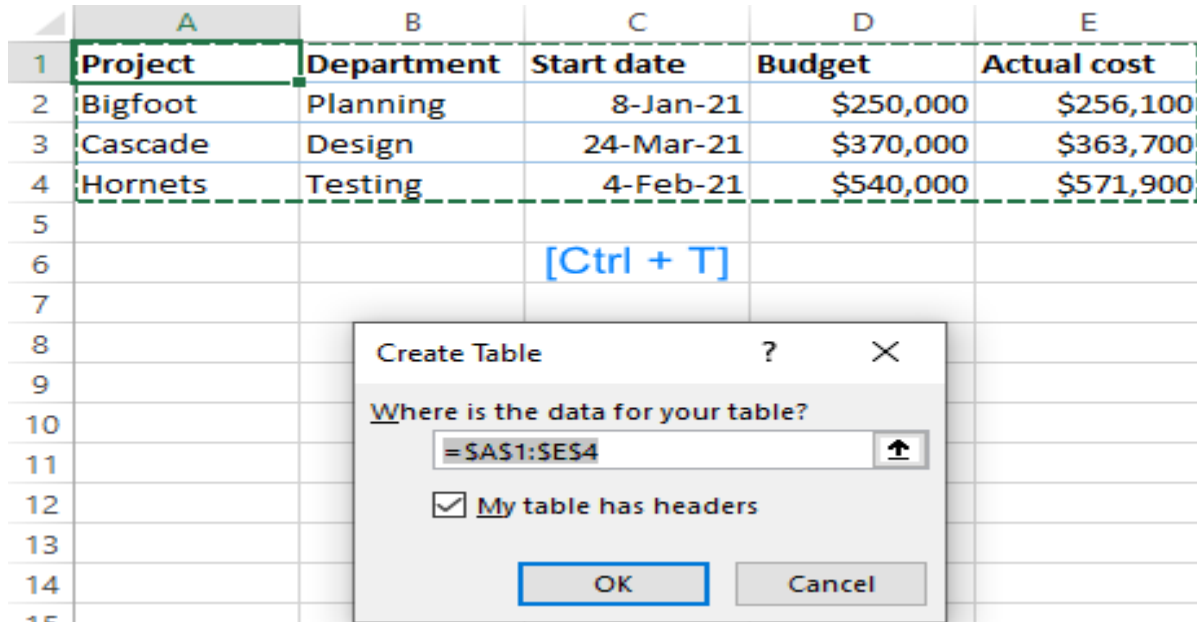 A B C D E
1 Project Department Start date Budget Actual cost
2 Bigfoot Planning 8-Jan-21 $250,000 $256,100
3 Cascade Design 24-Mar-21 $370,000 $363,700
4 Hornets Testing 4-Feb-21 $540,000 $571,900
5
6 [Ctrl + T]
7
8 Create Table ? ×
9
Where is the data for your table?
10
=$A$1:$E$4
11
12 My table has headers
13
14 OK Cancel
15